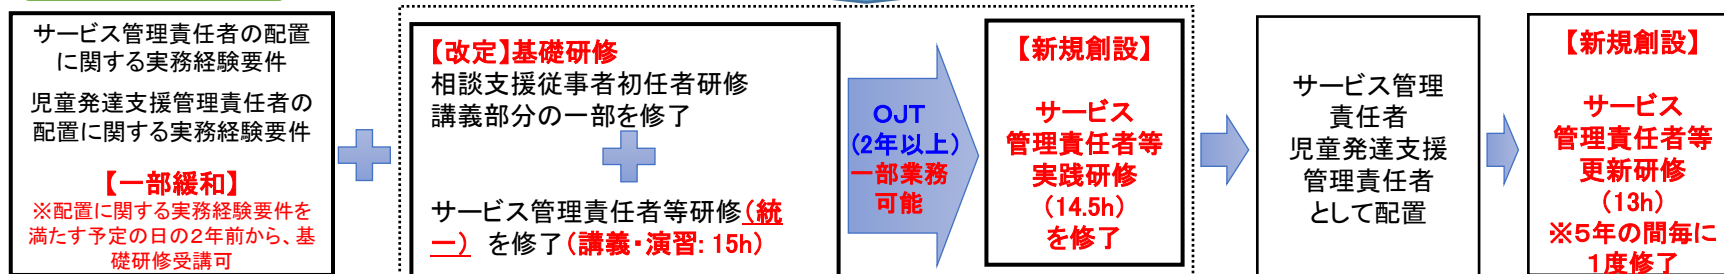 サービス管理責任者の配置
に関する実務経験要件
児童発達支援管理責任者の
配置に関する実務経験要件
【一部緩和】
※配置に関する実務経験要件を
満たす予定の日の2年前から、基
礎研修受講可
【改定】基礎研修
相談支援従事者初任者研修
講義部分の一部を修了
サービス管理責任者等研修(統
一) を修了(講義・演習: 15h)
OJT
(2年以上)
一部業務
可能
【新規創設】
サービス
管理責任者等
実践研修
(14.5h)
を修了
サービス管理
責任者
児童発達支援
管理責任者
として配置
【新規創設】
サービス
管理責任者等
更新研修
(13h)
※5年の間毎に
1度修了